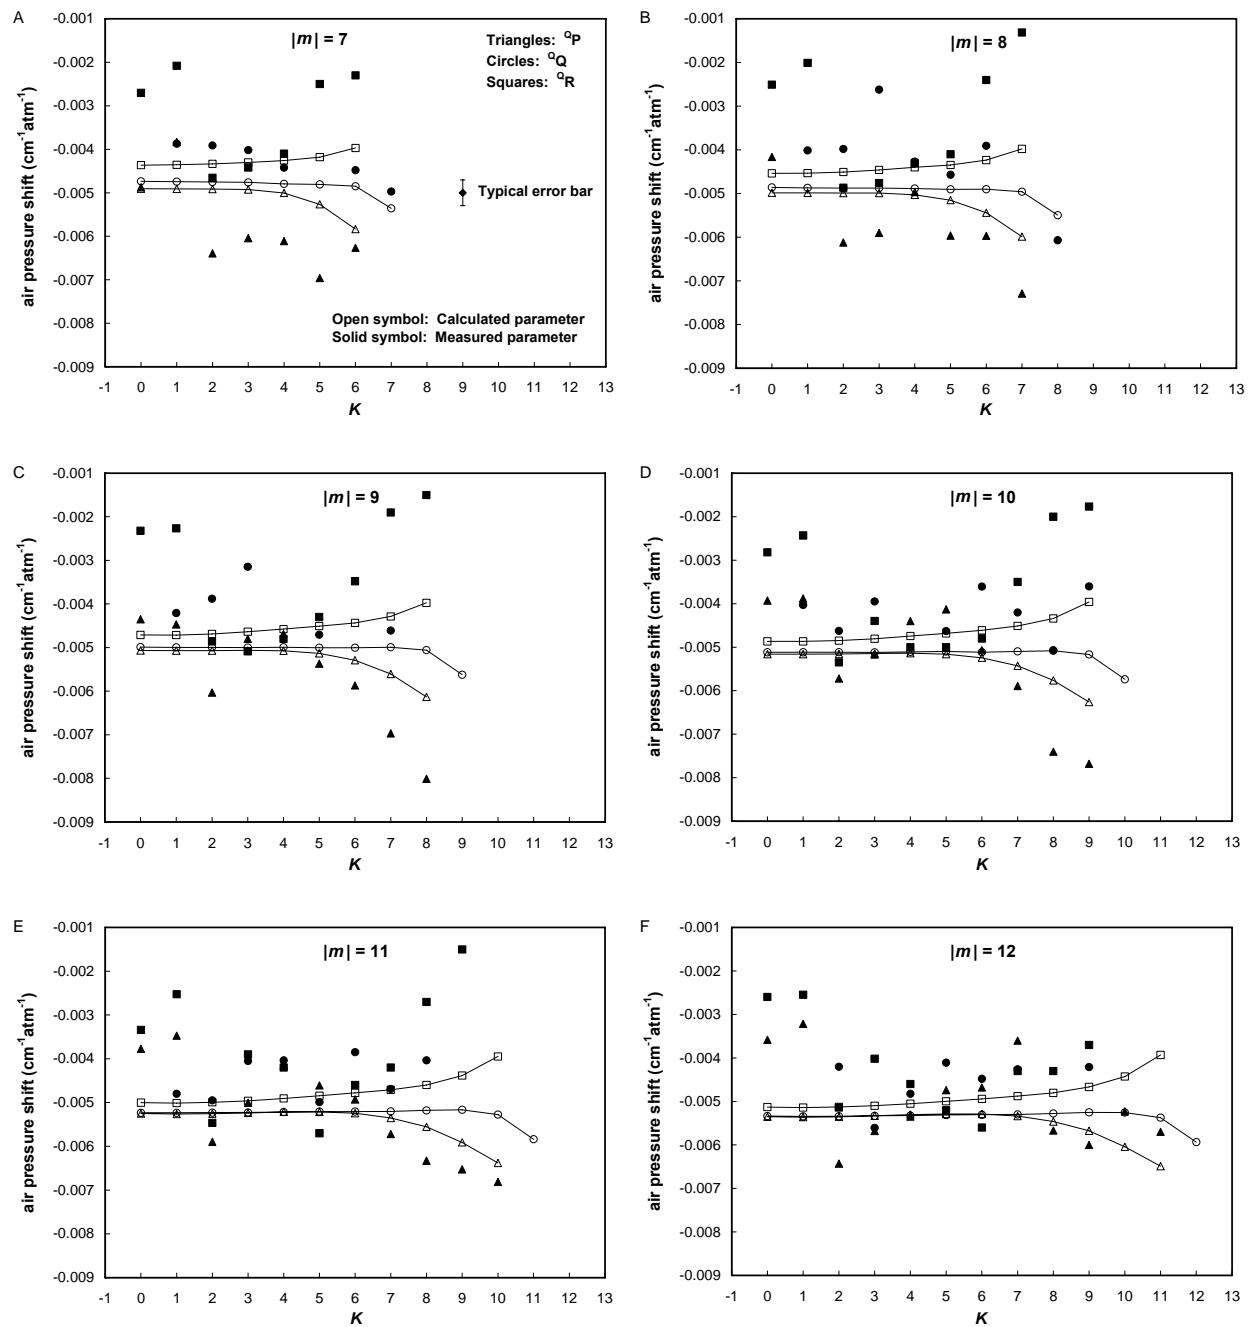 A
-0.001
-0.002
-0.003
-0.004
-0.005
-0.006
-0.007
-0.008
-0.009
air pressure shift (cm⁻¹atm⁻¹)
|m| = 7
Triangles: ᵠP
Circles: ᵠQ
Squares: ᵠR
Typical error bar
Open symbol: Calculated parameter
Solid symbol: Measured parameter
-1 0 1 2 3 4 5 6 7 8 9 10 11 12 13
K
B
-0.001
-0.002
-0.003
-0.004
-0.005
-0.006
-0.007
-0.008
-0.009
air pressure shift (cm⁻¹atm⁻¹)
|m| = 8
-1 0 1 2 3 4 5 6 7 8 9 10 11 12 13
K
C
-0.001
-0.002
-0.003
-0.004
-0.005
-0.006
-0.007
-0.008
-0.009
air pressure shift (cm⁻¹atm⁻¹)
|m| = 9
-1 0 1 2 3 4 5 6 7 8 9 10 11 12 13
K
D
-0.001
-0.002
-0.003
-0.004
-0.005
-0.006
-0.007
-0.008
-0.009
air pressure shift (cm⁻¹atm⁻¹)
|m| = 10
-1 0 1 2 3 4 5 6 7 8 9 10 11 12 13
K
E
-0.001
-0.002
-0.003
-0.004
-0.005
-0.006
-0.007
-0.008
-0.009
air pressure shift (cm⁻¹atm⁻¹)
|m| = 11
-1 0 1 2 3 4 5 6 7 8 9 10 11 12 13
K
F
-0.001
-0.002
-0.003
-0.004
-0.005
-0.006
-0.007
-0.008
-0.009
air pressure shift (cm⁻¹atm⁻¹)
|m| = 12
-1 0 1 2 3 4 5 6 7 8 9 10 11 12 13
K